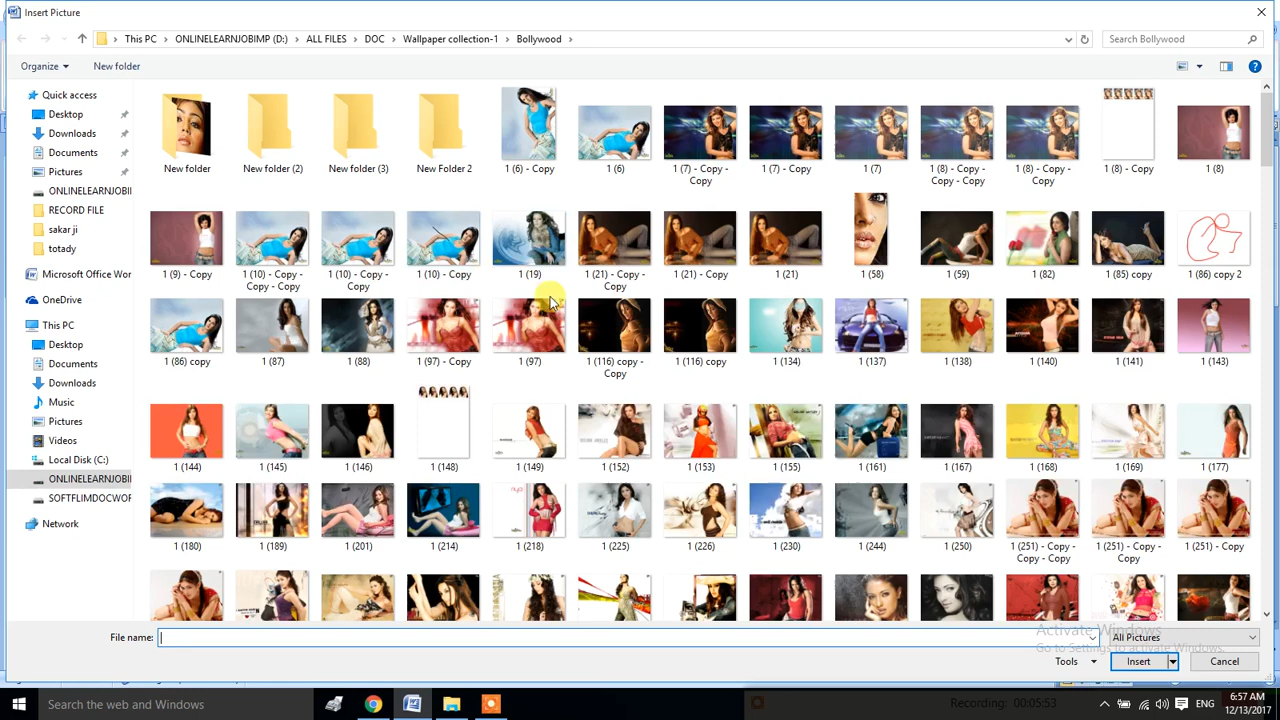 Insert Picture
This PC > ONLINELEARNJOBIMP (D:) > ALL FILES > DOC > Wallpaper collection-1 > Bollywood >
Search Bollywood
Organize
New folder
Quick access
Desktop
Downloads
Documents
Pictures
ONLINELEARNJOBI
RECORD FILE
sakar ji
totady
Microsoft Office Wor
OneDrive
This PC
Desktop
Documents
Downloads
Music
Pictures
Videos
Local Disk (C:)
ONLINELEARNJOBI
SOFTFLIMDOCWOF
Network
New folder
New folder (2)
New folder (3)
New Folder 2
1 (6) - Copy
1 (6)
1 (7) - Copy - Copy
1 (7) - Copy
1 (7)
1 (8) - Copy - Copy - Copy
1 (8) - Copy - Copy
1 (8) - Copy
1 (8)
1 (9) - Copy
1 (10) - Copy - Copy - Copy
1 (10) - Copy - Copy
1 (10) - Copy
1 (19)
1 (21) - Copy - Copy
1 (21) - Copy
1 (21)
1 (58)
1 (59)
1 (82)
1 (85) copy
1 (86) copy 2
1 (86) copy
1 (87)
1 (88)
1 (97) - Copy
1 (97)
1 (116) copy - Copy
1 (116) copy
1 (134)
1 (137)
1 (138)
1 (140)
1 (141)
1 (143)
1 (144)
1 (145)
1 (146)
1 (148)
1 (149)
1 (152)
1 (153)
1 (155)
1 (161)
1 (167)
1 (168)
1 (169)
1 (177)
1 (180)
1 (189)
1 (201)
1 (214)
1 (218)
1 (225)
1 (226)
1 (230)
1 (244)
1 (250)
1 (251) - Copy - Copy - Copy
1 (251) - Copy - Copy
1 (251) - Copy
File name:
All Pictures
Activate Windows
Go to Settings to activate Windows.
Tools
Insert
Cancel
Search the web and Windows
Recording: 00:05:53
ENG
6:57 AM
12/13/2017